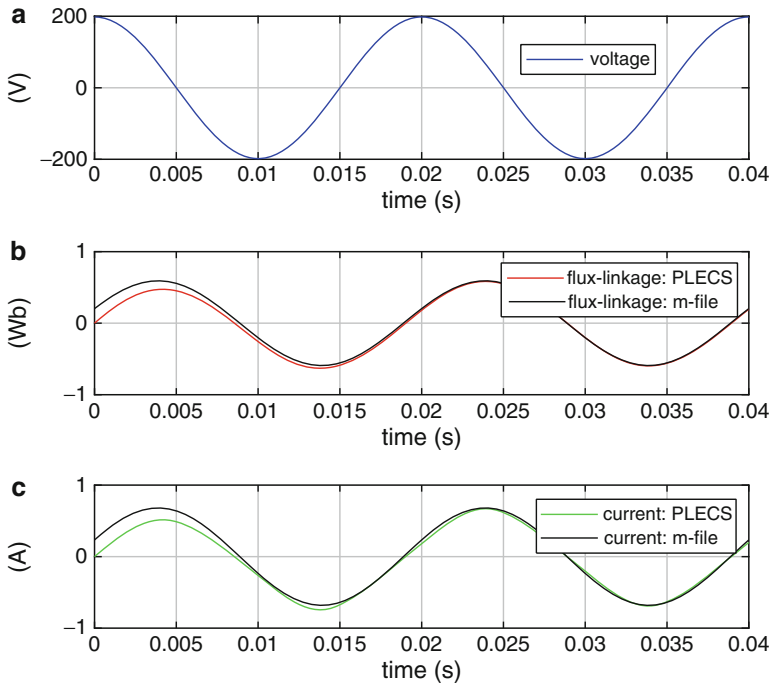 a
200
0
−200
(V)
voltage
0 0.005 0.01 0.015 0.02 0.025 0.03 0.035 0.04
time (s)
b
1
0
−1
(Wb)
flux-linkage: PLECS
flux-linkage: m-file
0 0.005 0.01 0.015 0.02 0.025 0.03 0.035 0.04
time (s)
c
1
0
−1
(A)
current: PLECS
current: m-file
0 0.005 0.01 0.015 0.02 0.025 0.03 0.035 0.04
time (s)